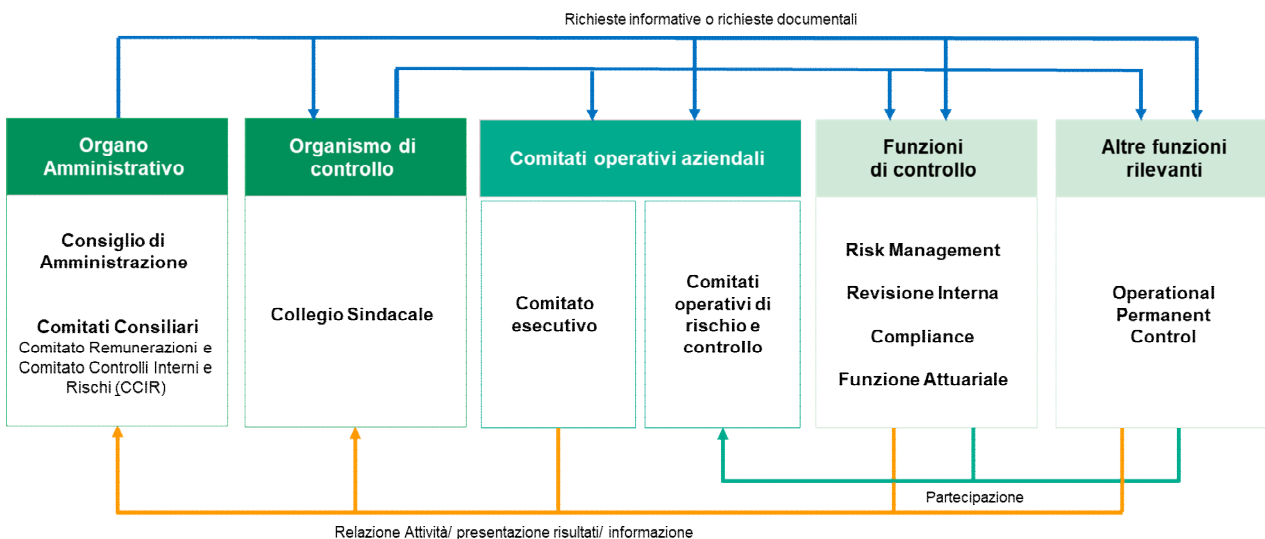 Richieste informative o richieste documentali
Organo
Amministrativo
Consiglio di
Amministrazione
Comitati Consiliari
Comitato Remunerazioni e
Comitato Controlli Interni e
Rischi (CCIR)
Organismo di
controllo
Collegio Sindacale
Comitati operativi aziendali
Comitato
esecutivo
Comitati
operativi di
rischio e
controllo
Funzioni
di controllo
Risk Management
Revisione Interna
Compliance
Funzione Attuariale
Altre funzioni
rilevanti
Operational
Permanent
Control
Partecipazione
Relazione Attività/ presentazione risultati/ informazione